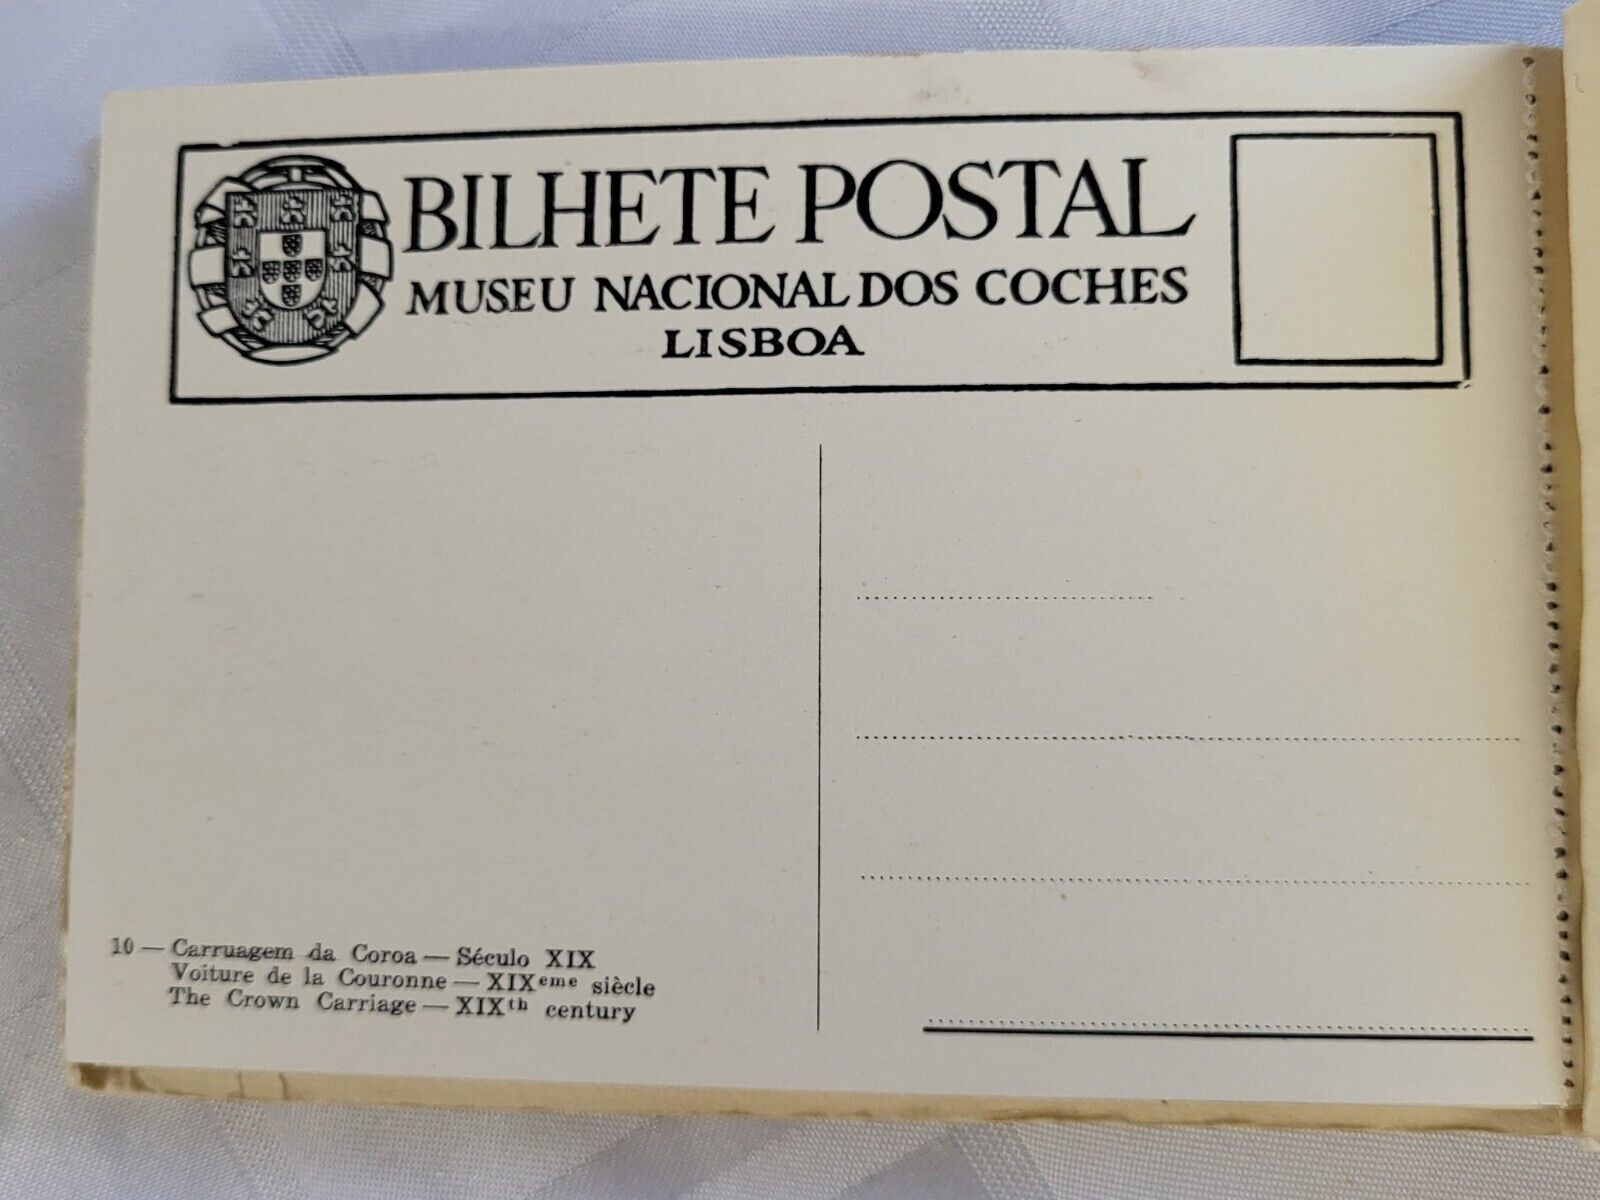 BILHETE POSTAL
MUSEU NACIONAL DOS COCHES
LISBOA
10 — Carruagem da Coroa — Século XIX
Voiture de la Couronne — XIXeme siècle
The Crown Carriage — XIXth century